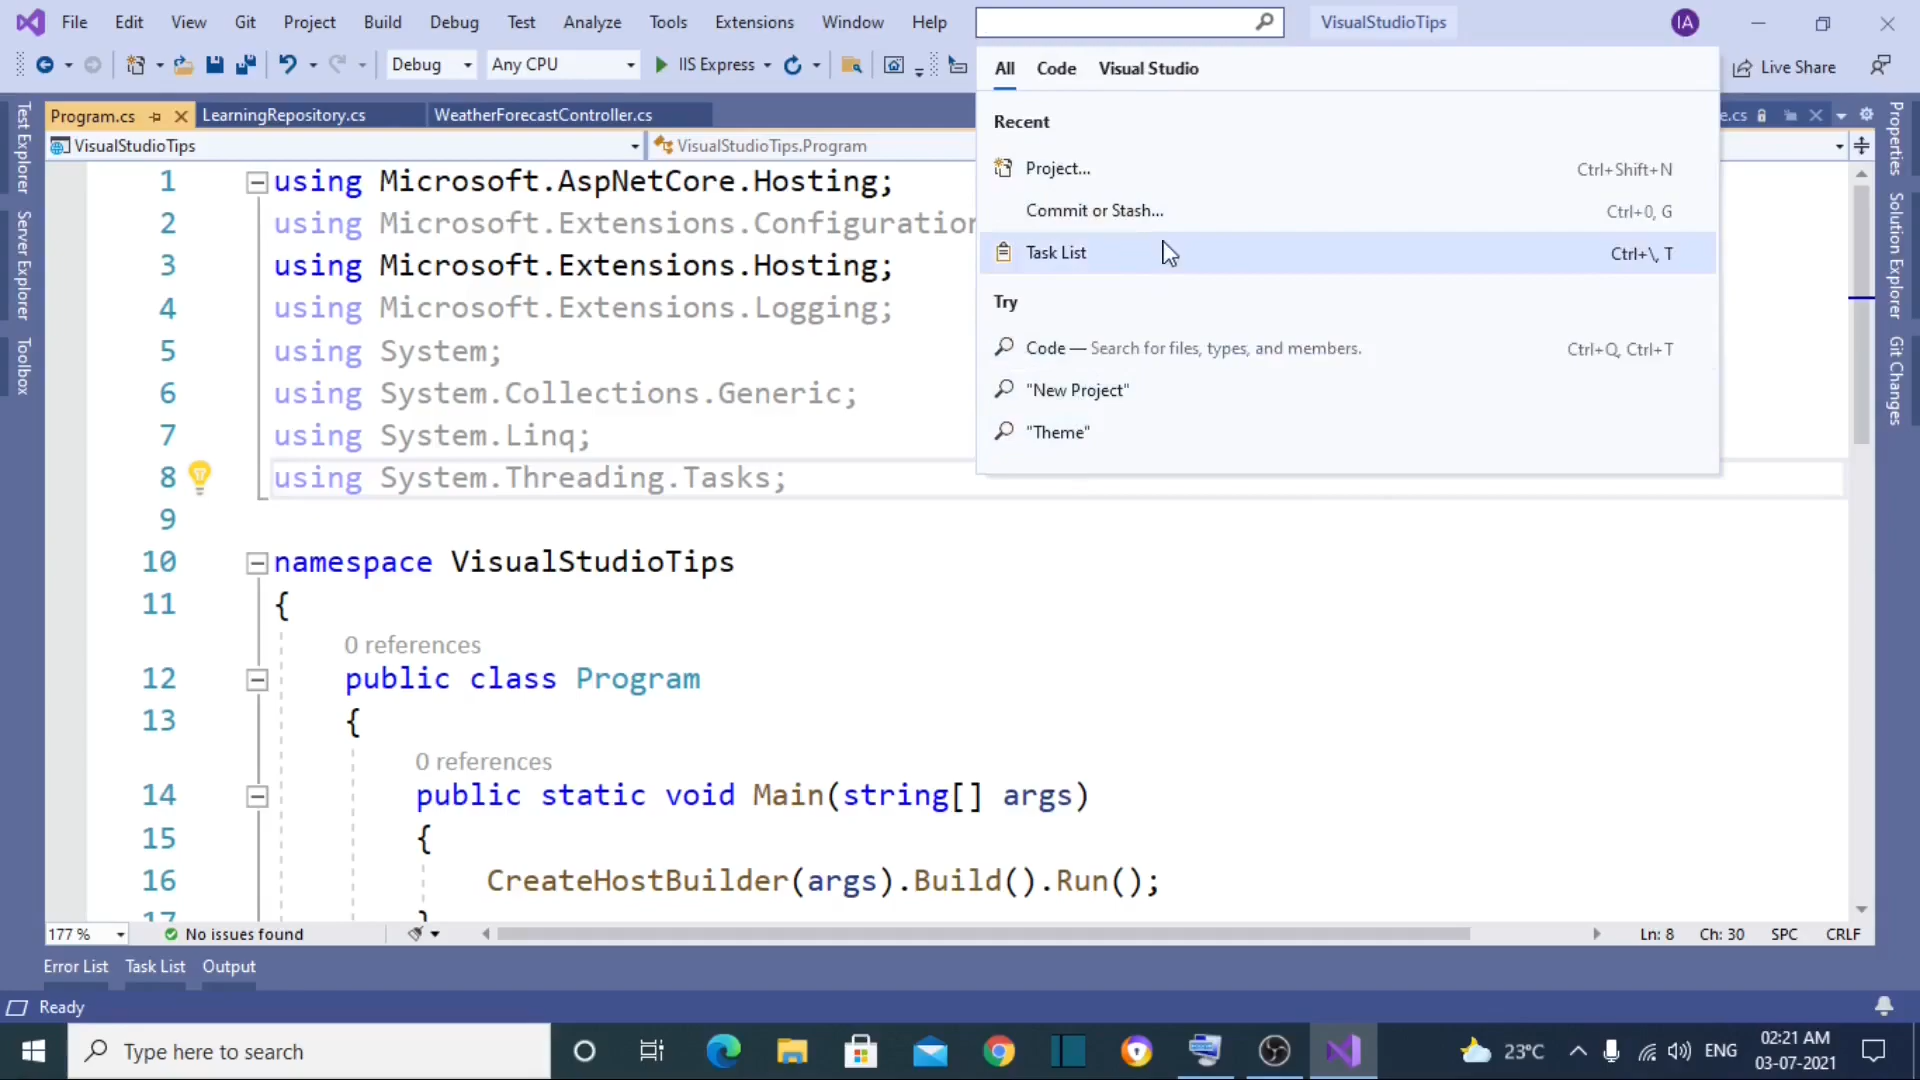 File Edit View Git Project Build Debug Test Analyze Tools Extensions Window Help VisualStudioTips IA
Debug Any CPU IIS Express Live Share
All Code Visual Studio
Program.cs LearningRepository.cs WeatherForecastController.cs e.cs
VisualStudioTips VisualStudioTips.Program
Recent
Project... Ctrl+Shift+N
Commit or Stash... Ctrl+0, G
Task List Ctrl+\, T
Try
Code — Search for files, types, and members. Ctrl+Q, Ctrl+T
"New Project"
"Theme"
Test Explorer
Server Explorer
Toolbox
1 using Microsoft.AspNetCore.Hosting;
2 using Microsoft.Extensions.Configuration
3 using Microsoft.Extensions.Hosting;
4 using Microsoft.Extensions.Logging;
5 using System;
6 using System.Collections.Generic;
7 using System.Linq;
8 using System.Threading.Tasks;
9
10 namespace VisualStudioTips
11 {
0 references
12 public class Program
13 {
0 references
14 public static void Main(string[] args)
15 {
16 CreateHostBuilder(args).Build().Run();
17 }
Properties
Solution Explorer
Git Changes
177 % No issues found Ln: 8 Ch: 30 SPC CRLF
Error List Task List Output
Ready
Type here to search 23°C ENG 02:21 AM
03-07-2021